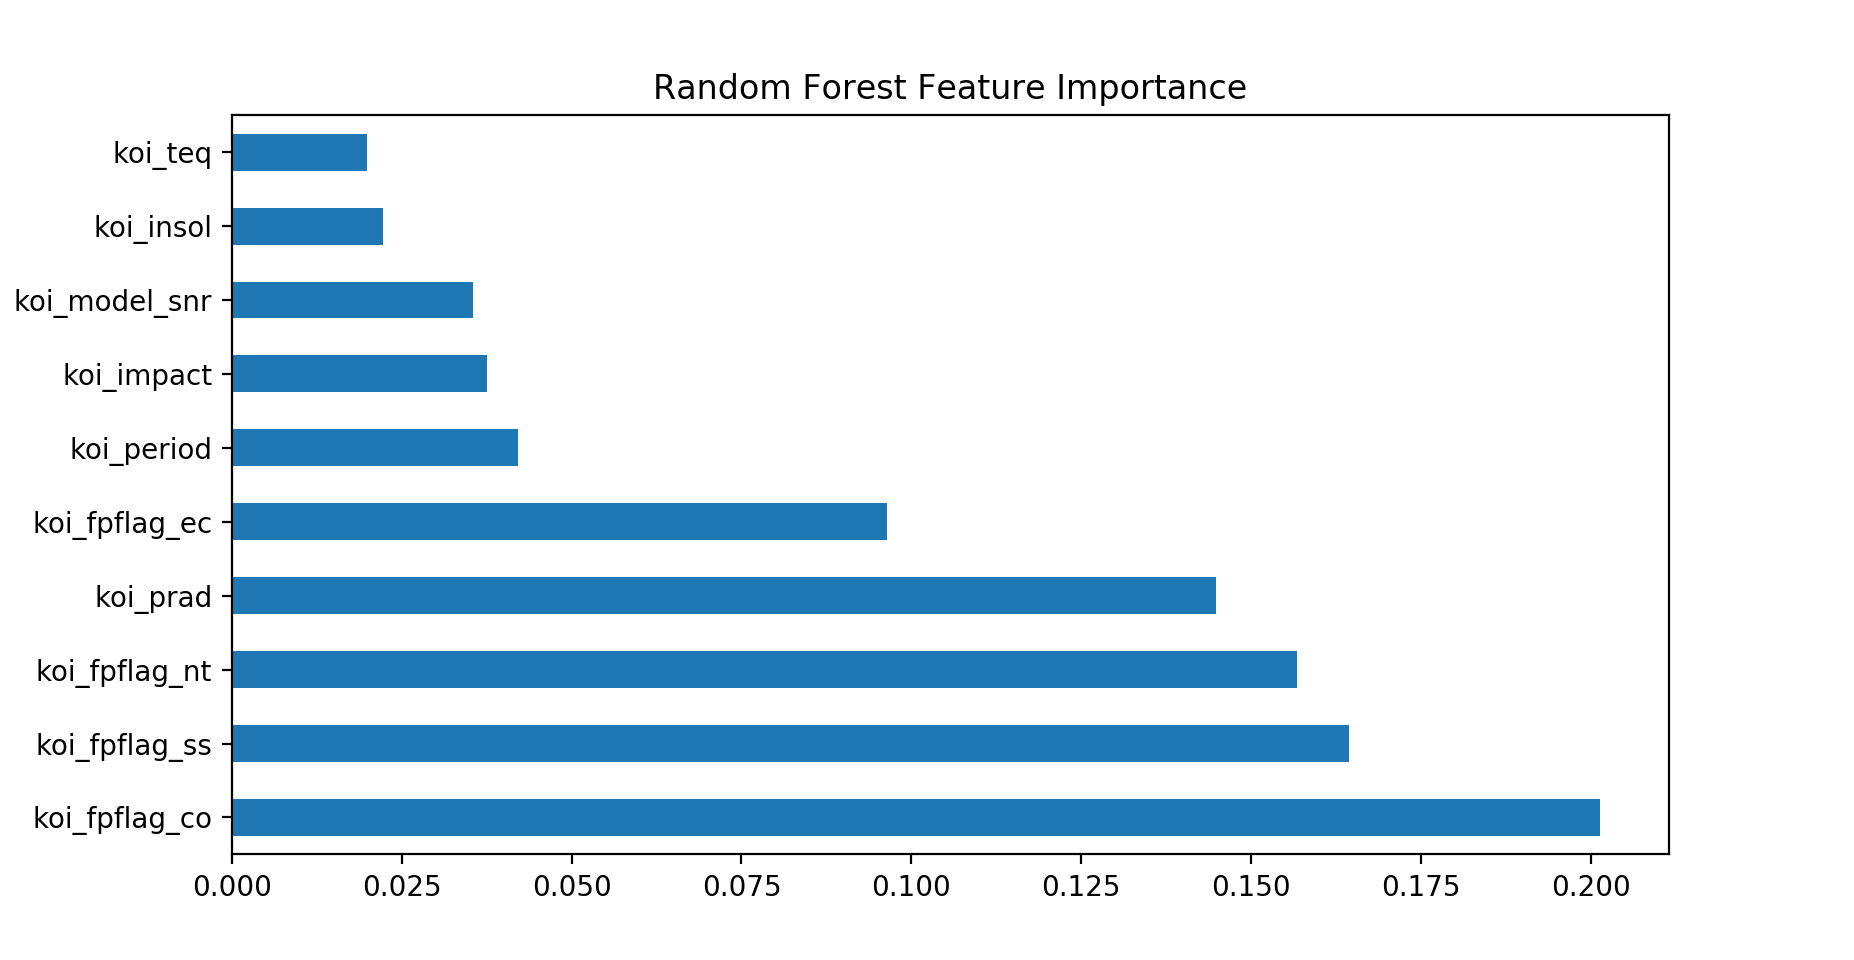 Random Forest Feature Importance
koi_teq
koi_insol
koi_model_snr
koi_impact
koi_period
koi_fpflag_ec
koi_prad
koi_fpflag_nt
koi_fpflag_ss
koi_fpflag_co
0.000 0.025 0.050 0.075 0.100 0.125 0.150 0.175 0.200